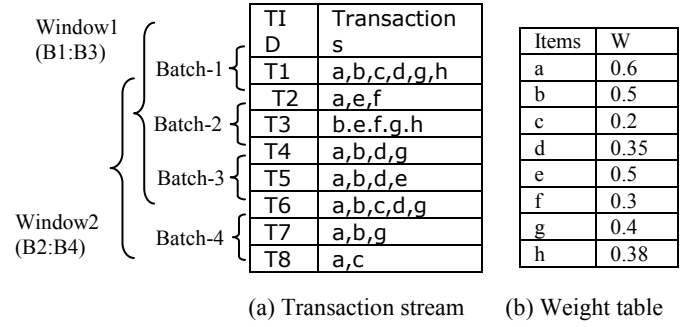 Window1
(B1:B3)
Window2
(B2:B4)
Batch-1
Batch-2
Batch-3
Batch-4
TI D Transaction s
T1 a,b,c,d,g,h
T2 a,e,f
T3 b.e.f.g.h
T4 a,b,d,g
T5 a,b,d,e
T6 a,b,c,d,g
T7 a,b,g
T8 a,c
(a) Transaction stream
Items W
a 0.6
b 0.5
c 0.2
d 0.35
e 0.5
f 0.3
g 0.4
h 0.38
(b) Weight table